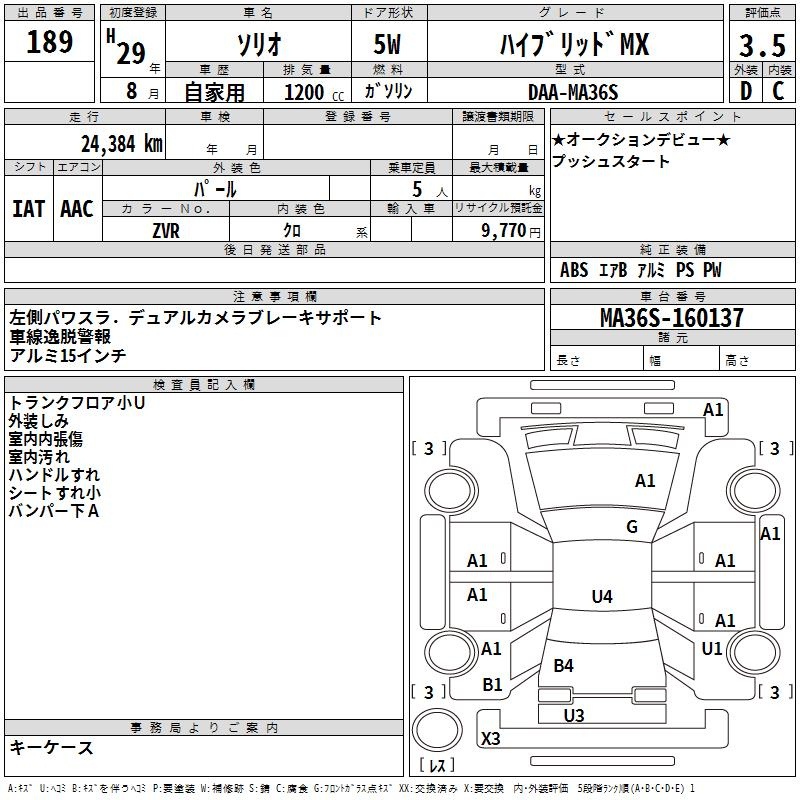 出品番号 初度登録 車名 ドア形状 グレード 評価点
189 H29年 ソリオ 5W ハイブリッドMX 3.5
車歴 排気量 燃料 型式 外装 内装
8月 自家用 1200cc ガソリン DAA-MA36S D C
走行 車検 登録番号 譲渡書類期限
24,384km 年 月 月 日
シフト エアコン 外装色 乗車定員 最大積載量
IAT AAC パール 5人 kg
カラーNo. 内装色 輸入車 リサイクル預託金
ZVR クロ 系 9,770円
後日発送部品
セールスポイント
★オークションデビュー★
プッシュスタート
純正装備
ABS エアB アルミ PS PW
注意事項欄
左側パワスラ．デュアルカメラブレーキサポート
車線逸脱警報
アルミ15インチ
車台番号
MA36S-160137
諸元
長さ 幅 高さ
検査員記入欄
トランクフロア小U
外装しみ
室内内張傷
室内汚れ
ハンドルすれ
シートすれ小
バンパー下A
事務局よりご案内
キーケース
A1
[ 3 ] [ 3 ]
A1
G
A1
A1 A1
A1 U4
A1
A1 U1
B4
B1
[ 3 ] [ 3 ]
U3
X3
[ レス ]
A:キズ U:ヘコミ B:キズを伴うヘコミ P:要塗装 W:補修跡 S:錆 C:腐食 G:フロントガラス点キズ XX:交換済み X:要交換 内・外装評価 5段階ランク順(A・B・C・D・E) 1